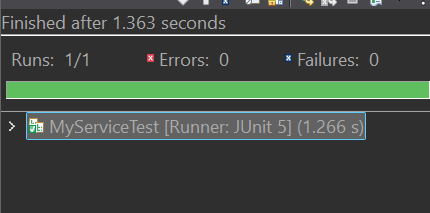 Finished after 1.363 seconds
Runs: 1/1 Errors: 0 Failures: 0
MyServiceTest [Runner: JUnit 5] (1.266 s)